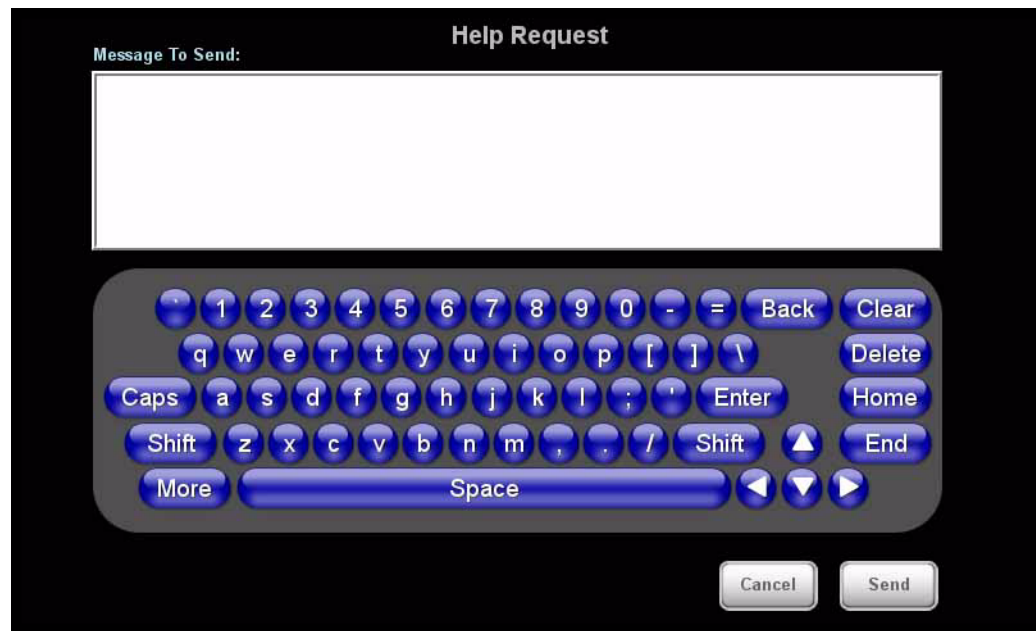 Help Request
Message To Send:
` 1 2 3 4 5 6 7 8 9 0 - = Back Clear
q w e r t y u i o p [ ] \ Delete
Caps a s d f g h j k l ; ' Enter Home
Shift z x c v b n m , . / Shift End
More Space
Cancel Send